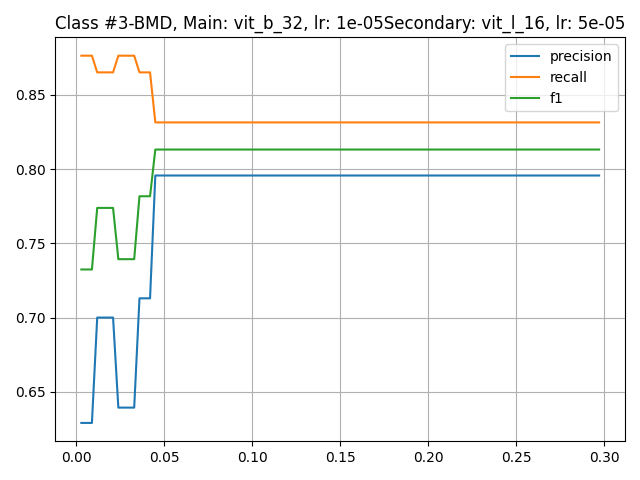 Class #3-BMD, Main: vit_b_32, lr: 1e-05Secondary: vit_l_16, lr: 5e-05
precision
recall
f1
0.85
0.80
0.75
0.70
0.65
0.00 0.05 0.10 0.15 0.20 0.25 0.30